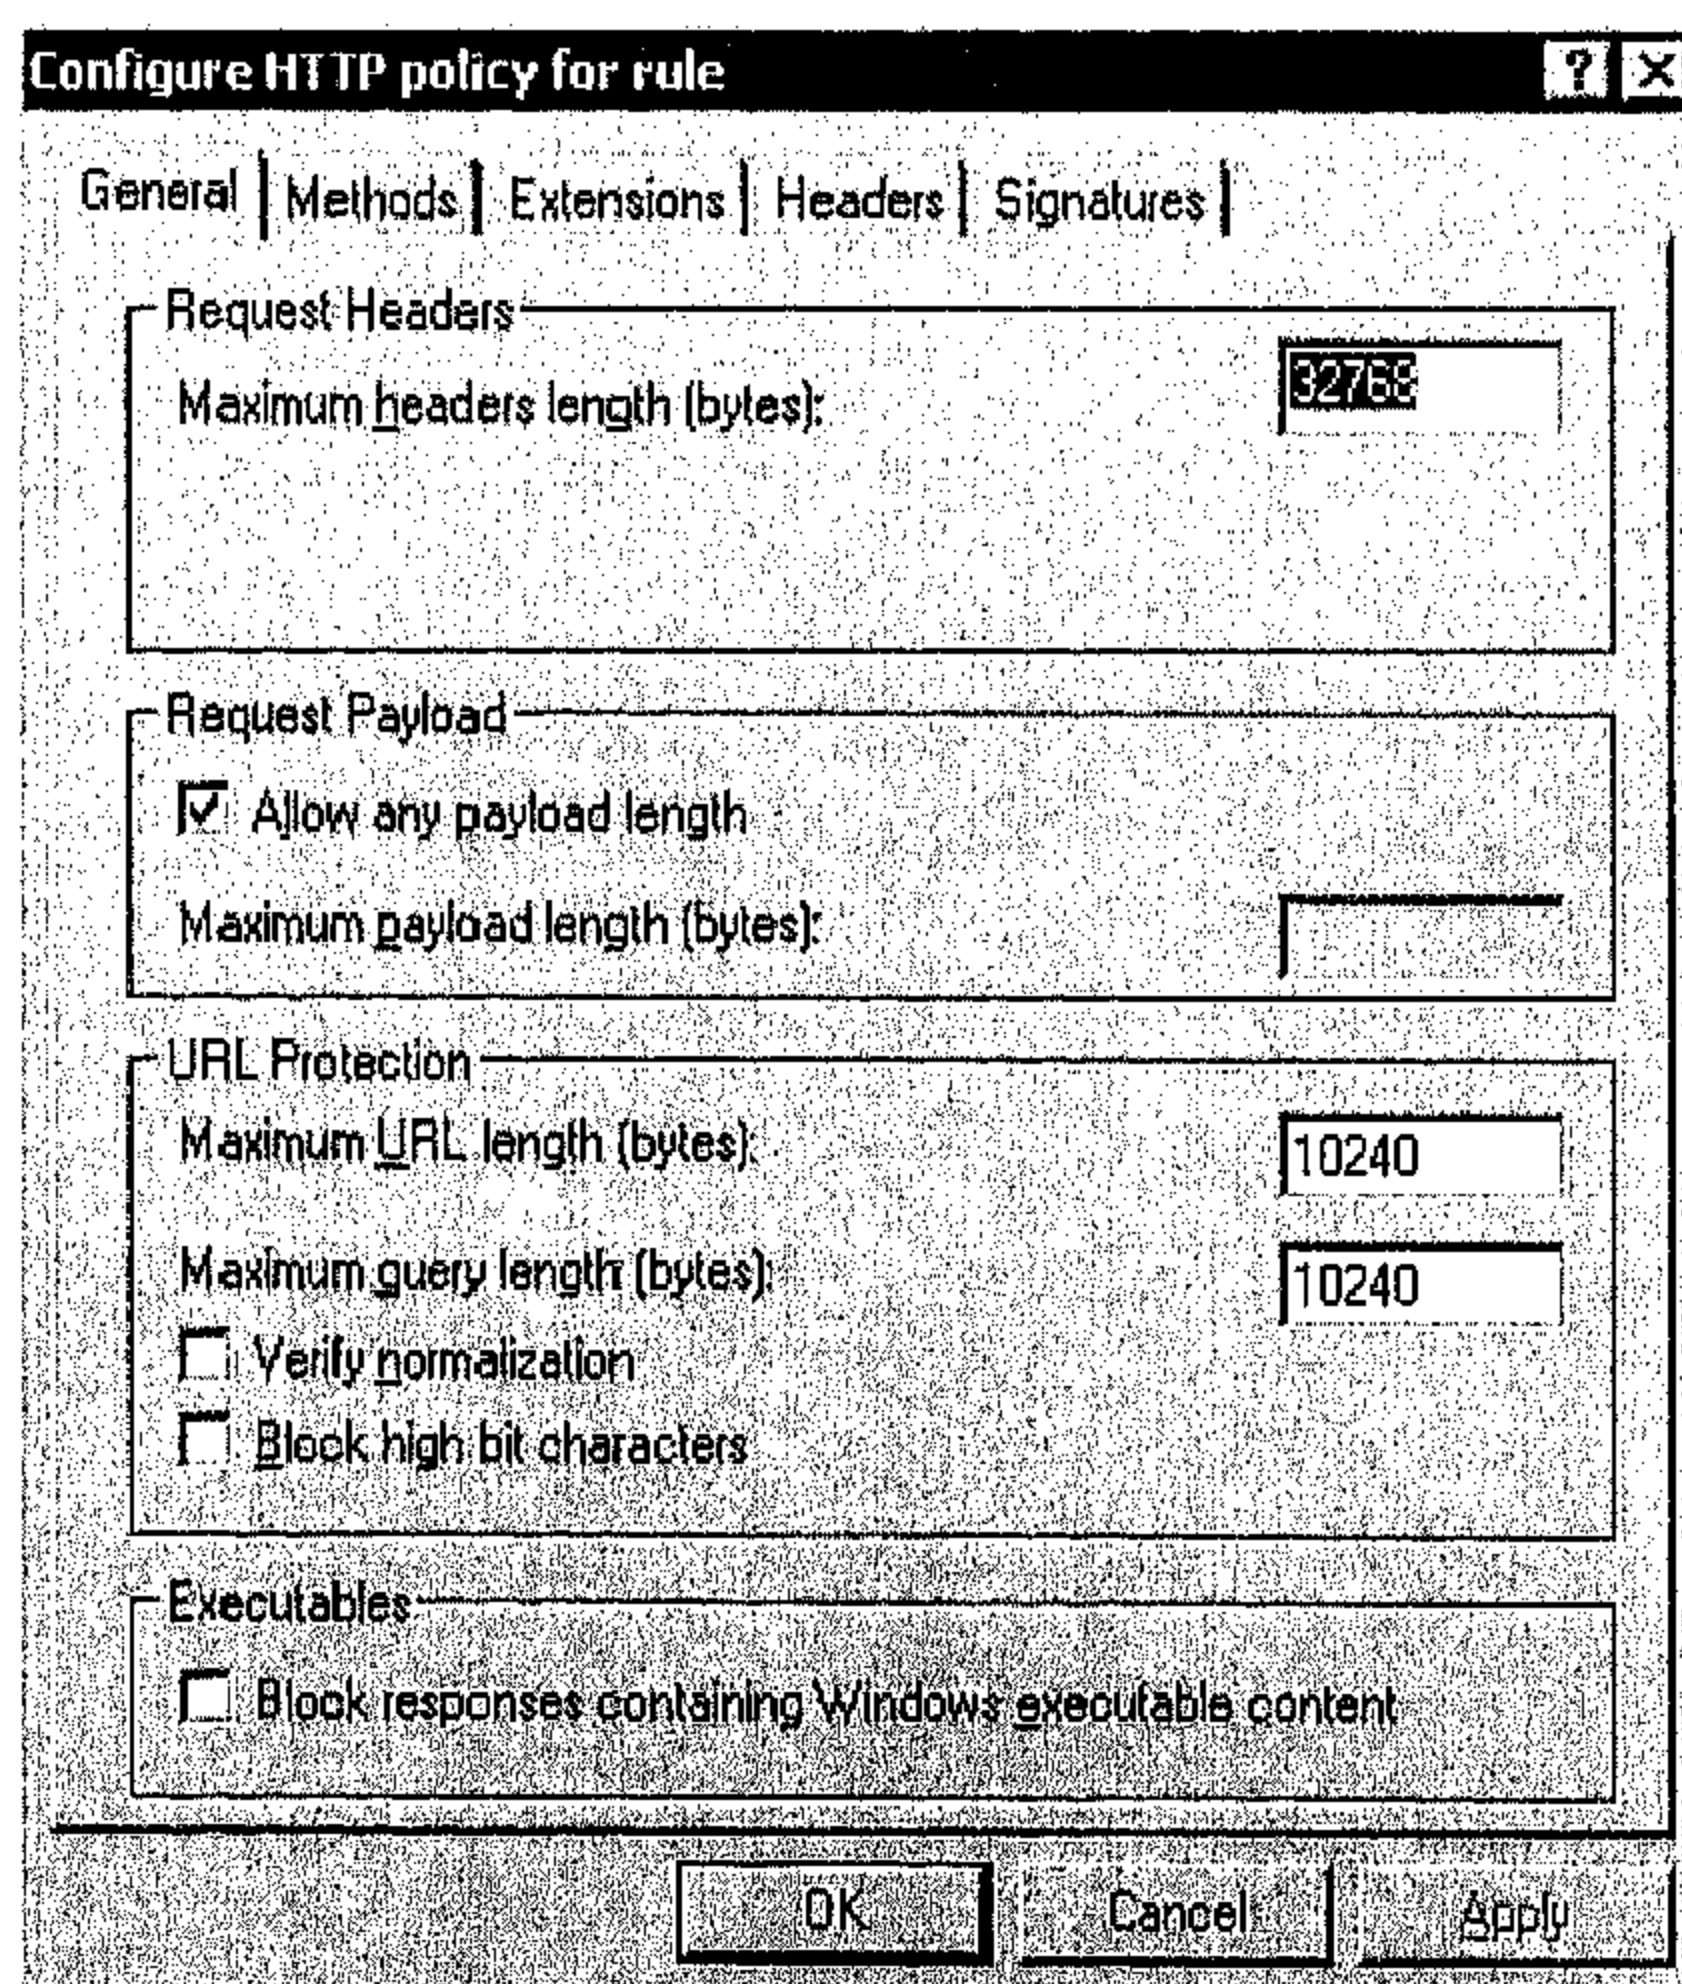 Configure HTTP policy for rule
General Methods Extensions Headers Signatures
Request Headers
Maximum headers length (bytes):
32768
Request Payload
Allow any payload length
Maximum payload length (bytes):
URL Protection
Maximum URL length (bytes):
10240
Maximum query length (bytes):
10240
Verify normalization
Block high bit characters
Executables
Block responses containing Windows executable content
OK Cancel Apply